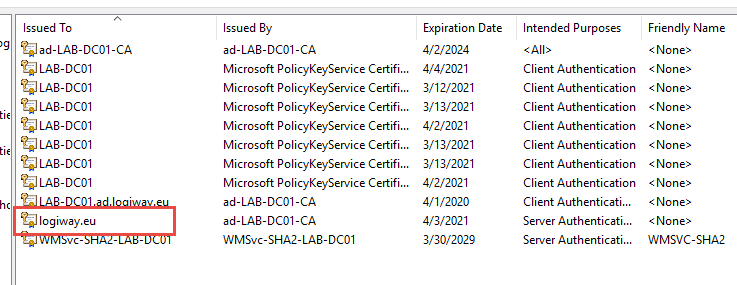 Issued To Issued By Expiration Date Intended Purposes Friendly Name
ad-LAB-DC01-CA ad-LAB-DC01-CA 4/2/2024 <All> <None>
LAB-DC01 Microsoft PolicyKeyService Certifi... 4/4/2021 Client Authentication <None>
LAB-DC01 Microsoft PolicyKeyService Certifi... 3/12/2021 Client Authentication <None>
LAB-DC01 Microsoft PolicyKeyService Certifi... 3/13/2021 Client Authentication <None>
LAB-DC01 Microsoft PolicyKeyService Certifi... 4/2/2021 Client Authentication <None>
LAB-DC01 Microsoft PolicyKeyService Certifi... 3/13/2021 Client Authentication <None>
LAB-DC01 Microsoft PolicyKeyService Certifi... 3/13/2021 Client Authentication <None>
LAB-DC01 Microsoft PolicyKeyService Certifi... 4/2/2021 Client Authentication <None>
LAB-DC01.ad.logiway.eu ad-LAB-DC01-CA 4/1/2020 Client Authenticati... <None>
logiway.eu ad-LAB-DC01-CA 4/3/2021 Server Authenticati... <None>
WMSvc-SHA2-LAB-DC01 WMSvc-SHA2-LAB-DC01 3/30/2029 Server Authenticati... WMSVC-SHA2